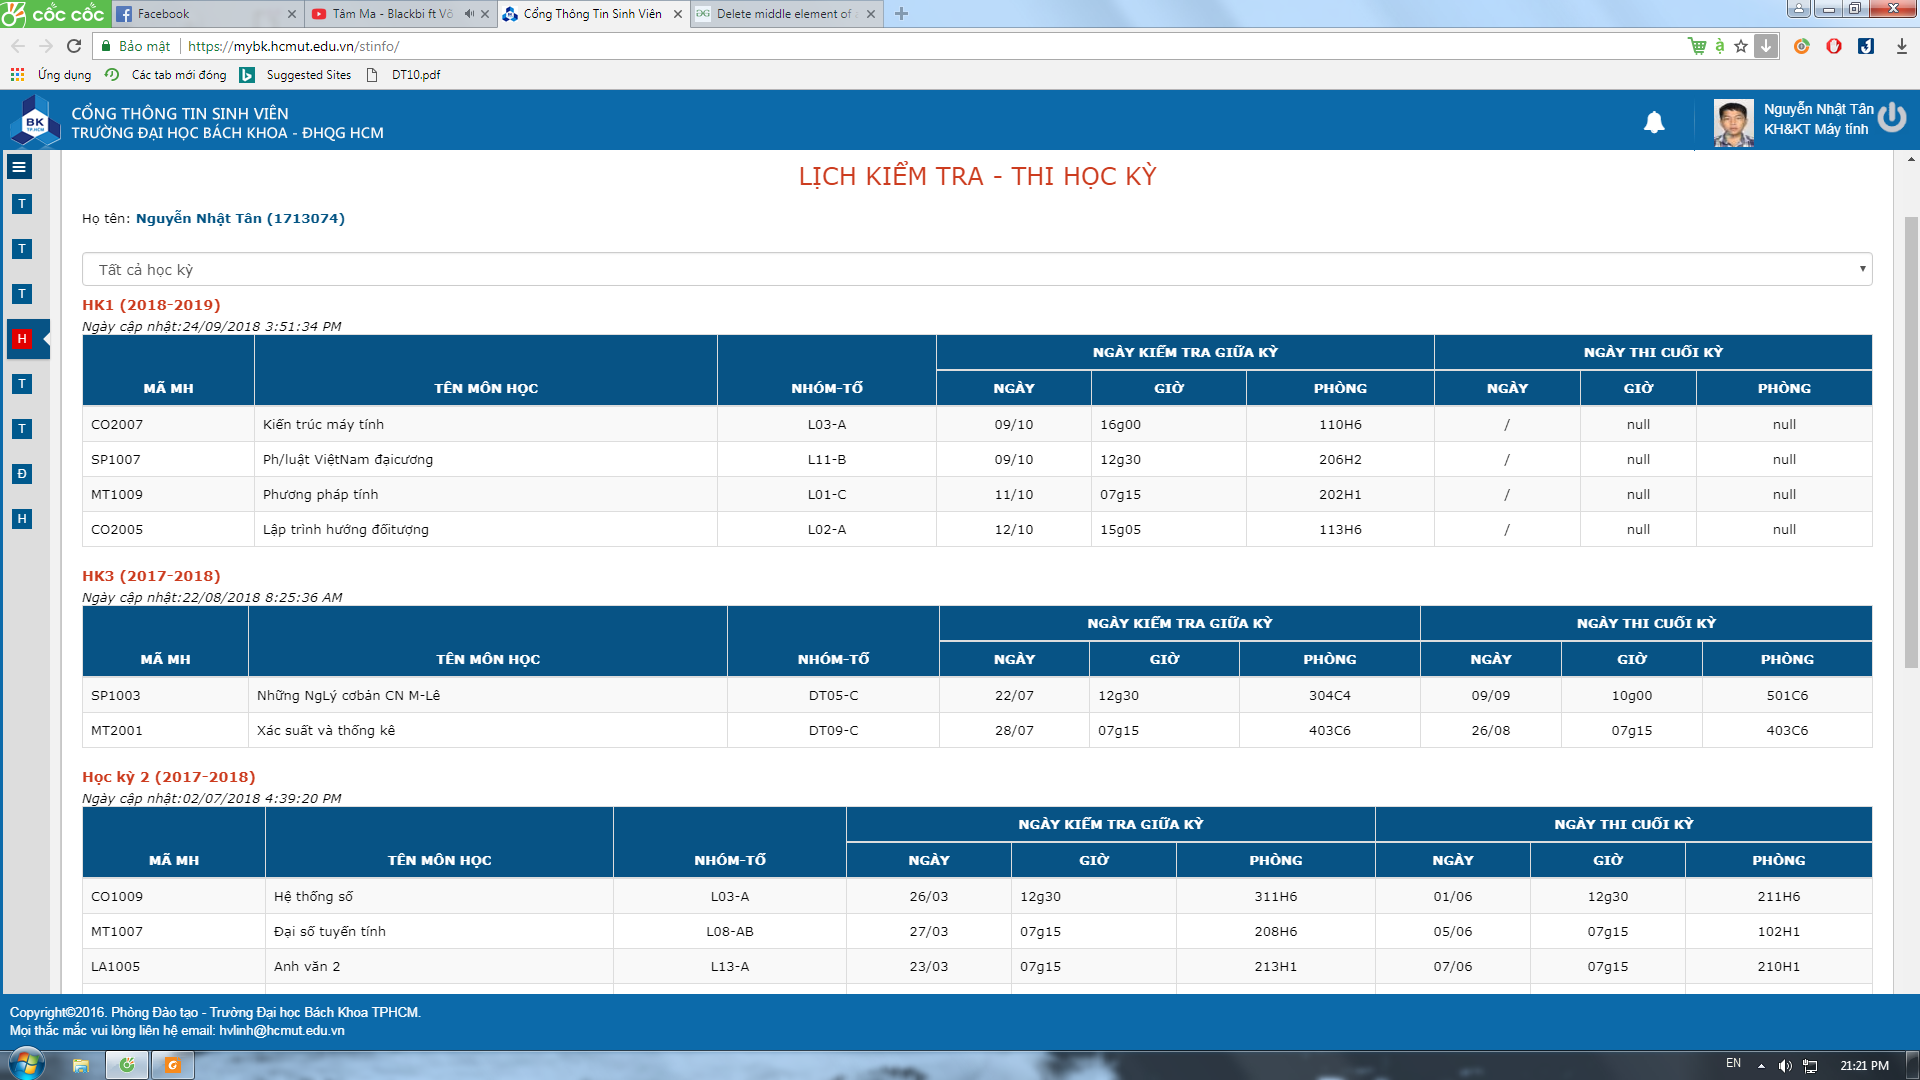 cốc cốc
Facebook
Tâm Ma - Blackbi ft Võ
Cổng Thông Tin Sinh Viên
Delete middle element of
Bảo mật
https://mybk.hcmut.edu.vn/stinfo/
Ứng dụng Các tab mới đóng Suggested Sites DT10.pdf
BK
TP.HCM
CỔNG THÔNG TIN SINH VIÊN
TRƯỜNG ĐẠI HỌC BÁCH KHOA - ĐHQG HCM
Nguyễn Nhật Tân
KH&KT Máy tính
T
T
T
H
T
T
Đ
H
LỊCH KIỂM TRA - THI HỌC KỲ
Họ tên: Nguyễn Nhật Tân (1713074)
Tất cả học kỳ
HK1 (2018-2019)
Ngày cập nhật:24/09/2018 3:51:34 PM
NGÀY KIỂM TRA GIỮA KỲ NGÀY THI CUỐI KỲ
MÃ MH TÊN MÔN HỌC NHÓM-TỔ NGÀY GIỜ PHÒNG NGÀY GIỜ PHÒNG
CO2007 Kiến trúc máy tính L03-A 09/10 16g00 110H6 / null null
SP1007 Ph/luật ViệtNam đạicương L11-B 09/10 12g30 206H2 / null null
MT1009 Phương pháp tính L01-C 11/10 07g15 202H1 / null null
CO2005 Lập trình hướng đốitượng L02-A 12/10 15g05 113H6 / null null
HK3 (2017-2018)
Ngày cập nhật:22/08/2018 8:25:36 AM
NGÀY KIỂM TRA GIỮA KỲ NGÀY THI CUỐI KỲ
MÃ MH TÊN MÔN HỌC NHÓM-TỔ NGÀY GIỜ PHÒNG NGÀY GIỜ PHÒNG
SP1003 Những NgLý cơbản CN M-Lê DT05-C 22/07 12g30 304C4 09/09 10g00 501C6
MT2001 Xác suất và thống kê DT09-C 28/07 07g15 403C6 26/08 07g15 403C6
Học kỳ 2 (2017-2018)
Ngày cập nhật:02/07/2018 4:39:20 PM
NGÀY KIỂM TRA GIỮA KỲ NGÀY THI CUỐI KỲ
MÃ MH TÊN MÔN HỌC NHÓM-TỔ NGÀY GIỜ PHÒNG NGÀY GIỜ PHÒNG
CO1009 Hệ thống số L03-A 26/03 12g30 311H6 01/06 12g30 211H6
MT1007 Đại số tuyến tính L08-AB 27/03 07g15 208H6 05/06 07g15 102H1
LA1005 Anh văn 2 L13-A 23/03 07g15 213H1 07/06 07g15 210H1
Copyright©2016. Phòng Đào tạo - Trường Đại học Bách Khoa TPHCM.
Mọi thắc mắc vui lòng liên hệ email: hvlinh@hcmut.edu.vn
EN
21:21 PM